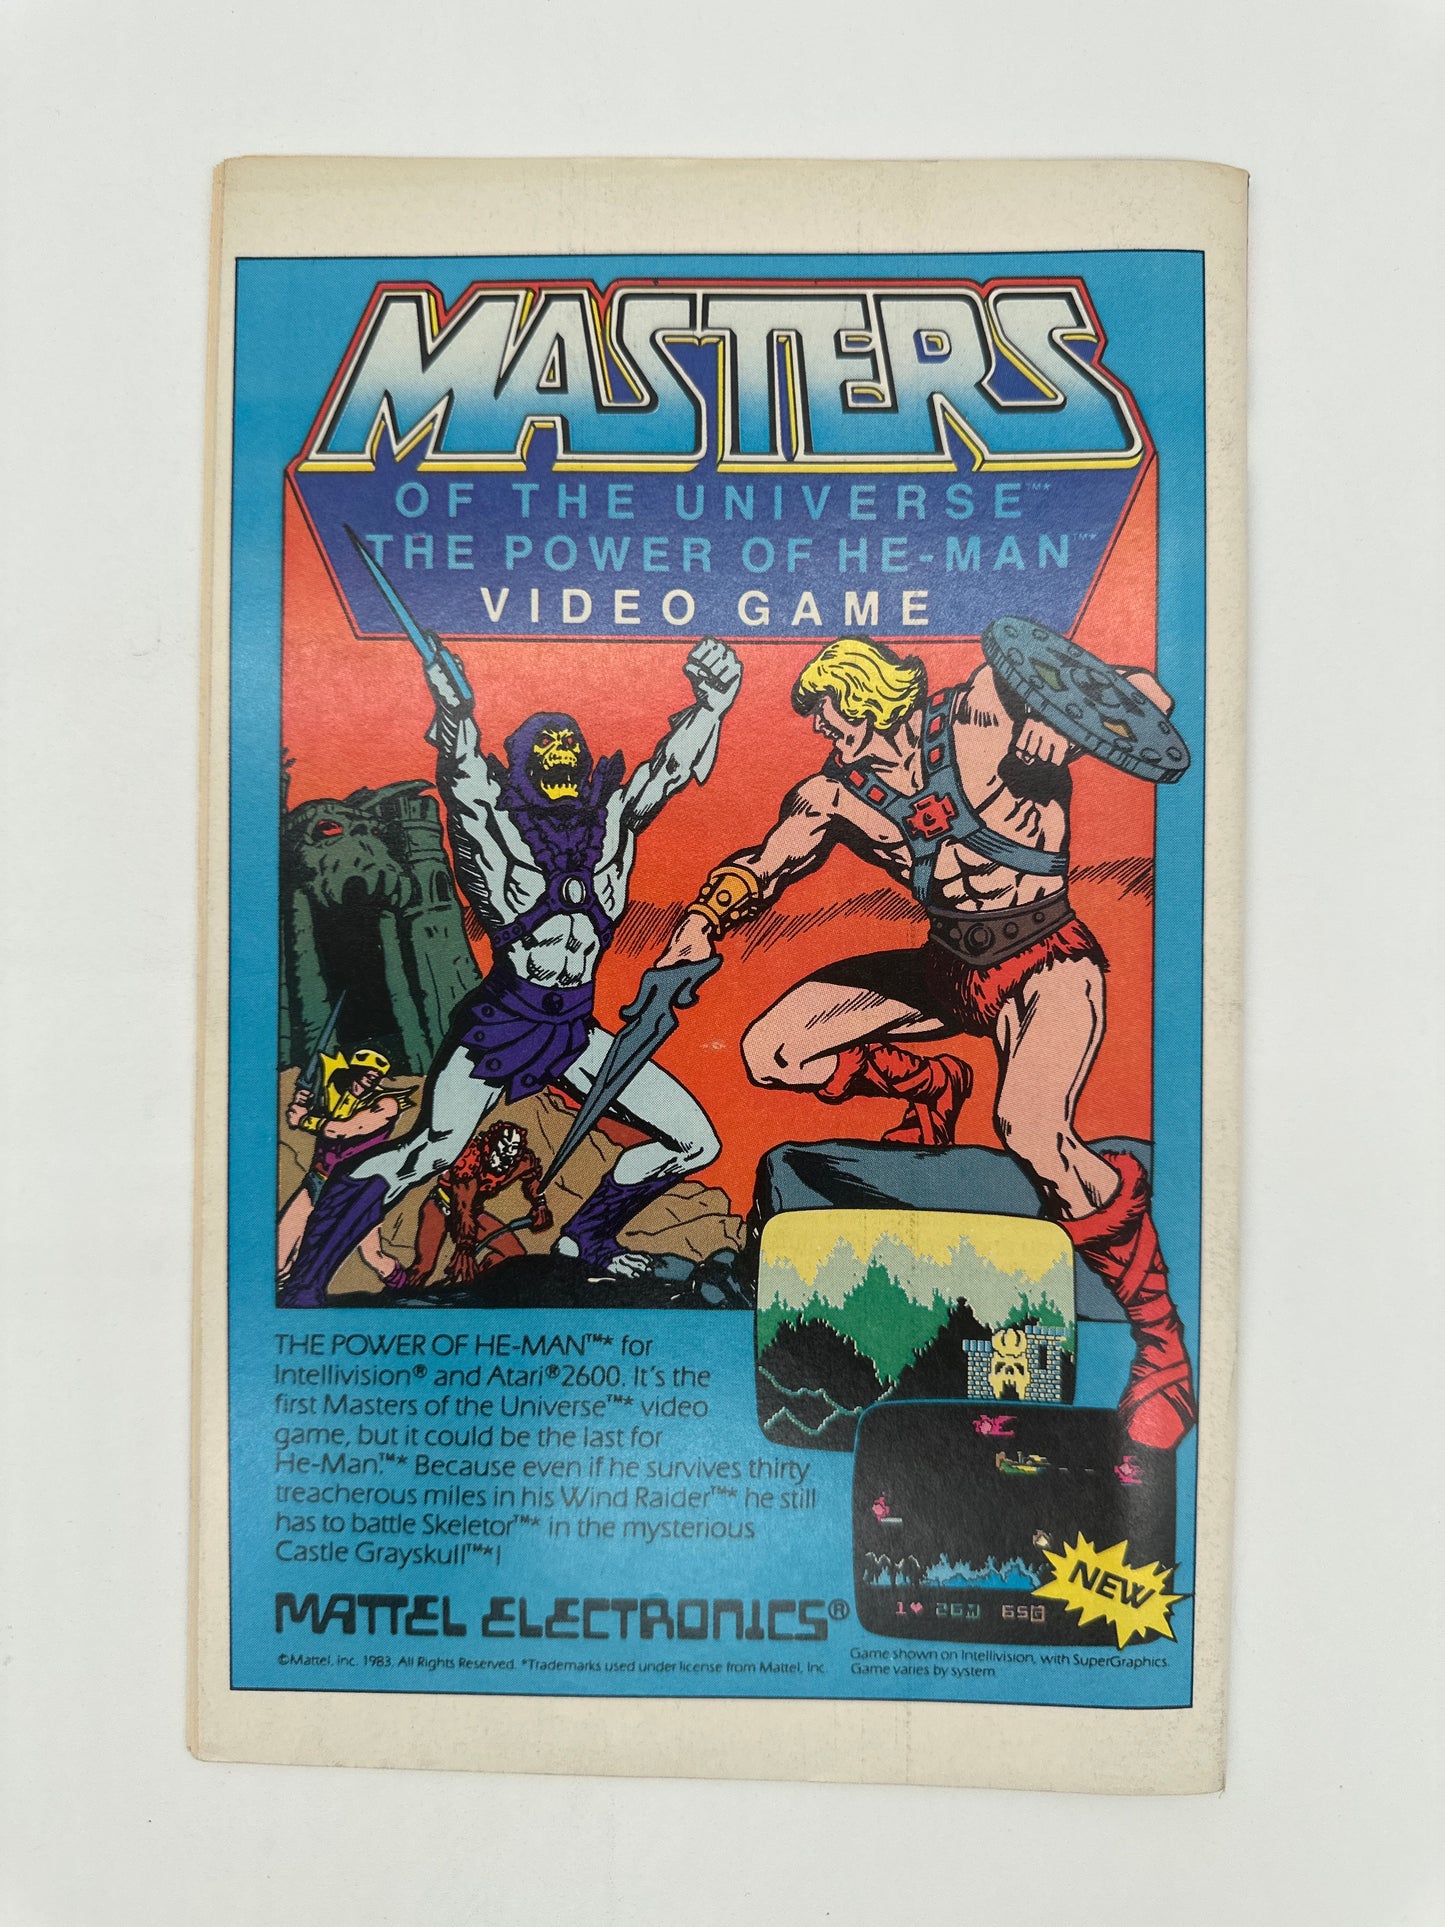 MASTERS
OF THE UNIVERSE™*
THE POWER OF HE-MAN™*
VIDEO GAME
THE POWER OF HE-MAN™* for
Intellivision® and Atari® 2600. It's the
first Masters of the Universe™* video
game, but it could be the last for
He-Man.™* Because even if he survives thirty
treacherous miles in his Wind Raider™* he still
has to battle Skeletor™* in the mysterious
Castle Grayskull™*!
NEW
1♥ 26
MATTEL ELECTRONICS®
©Mattel, Inc. 1983. All Rights Reserved. *Trademarks used under license from Mattel, Inc.
Game shown on Intellivision, with SuperGraphics.
Game varies by system.